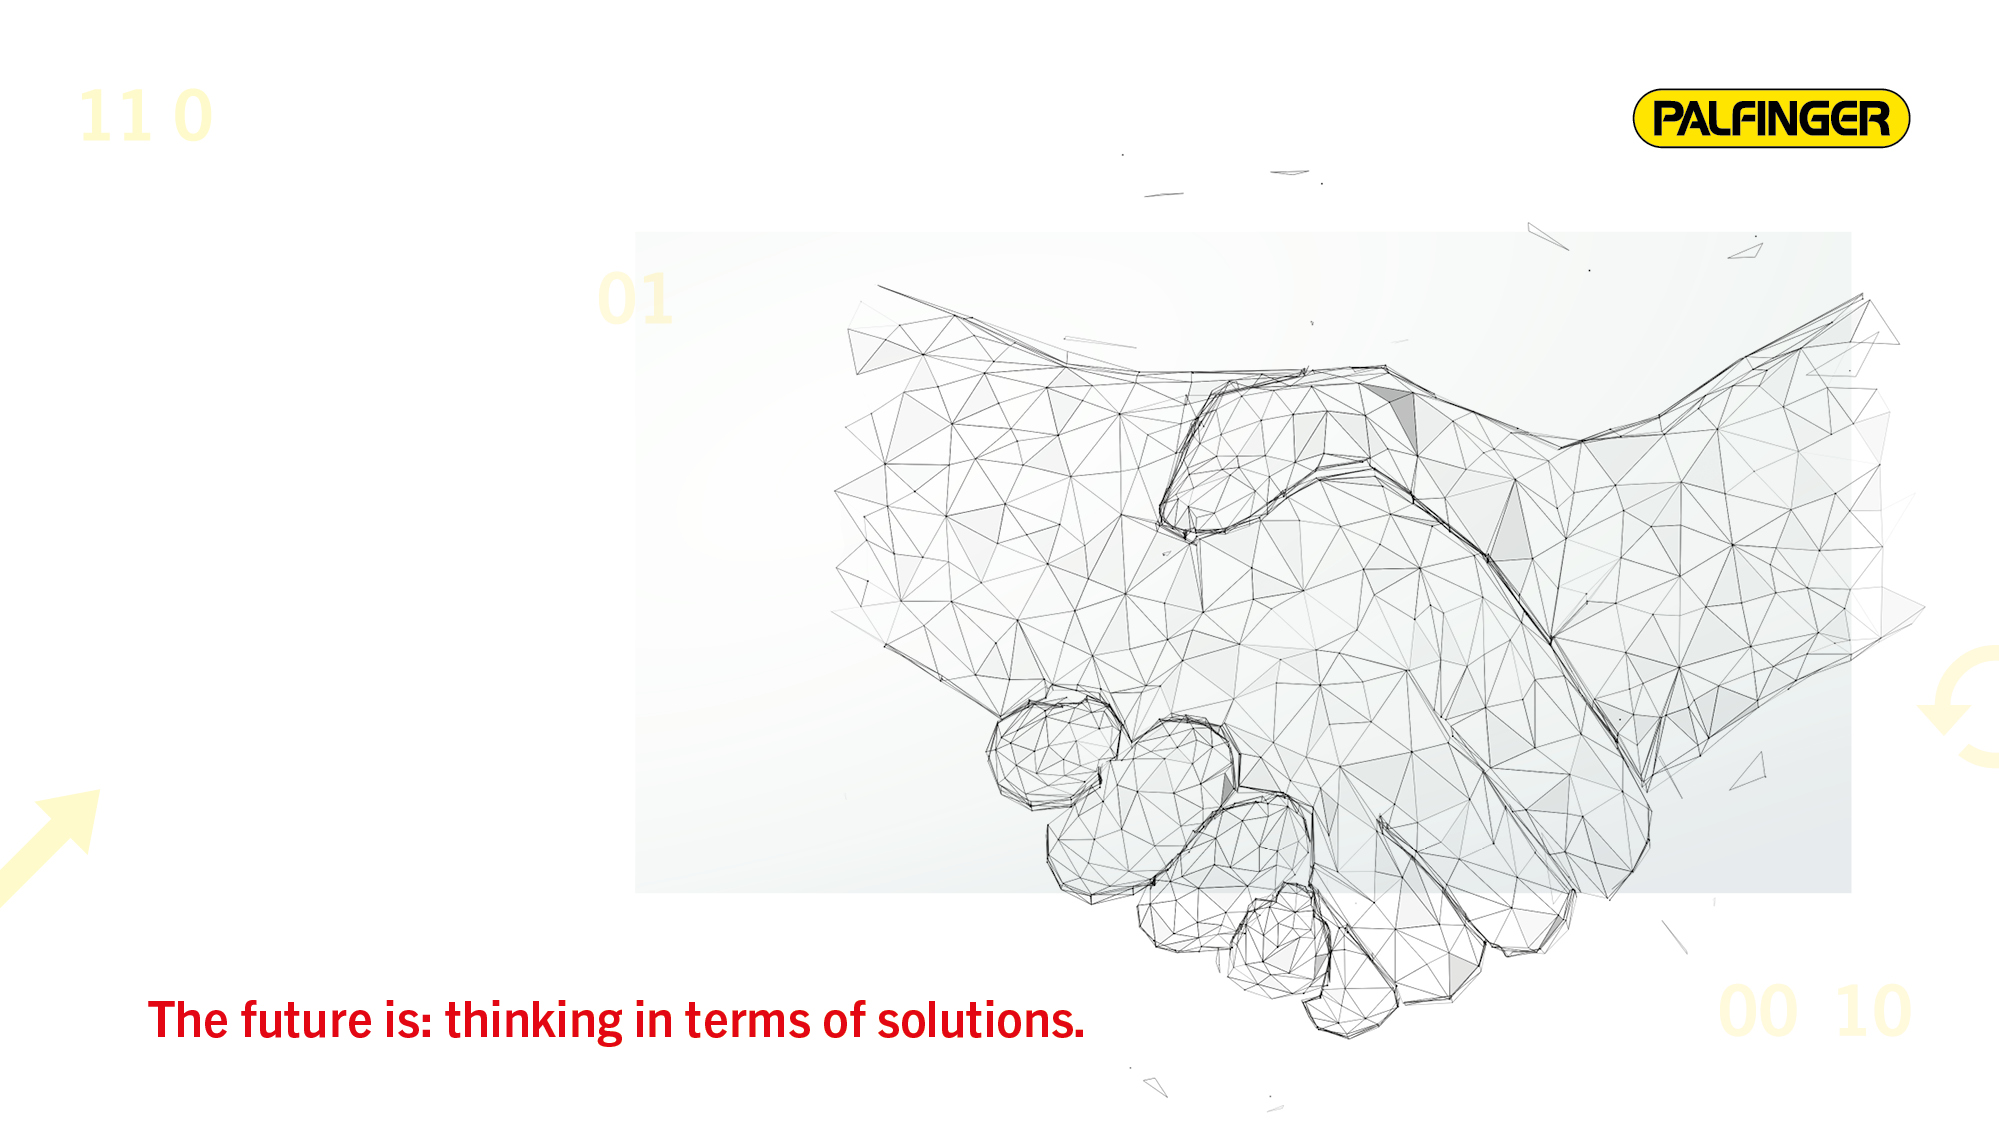 11 0
PALFINGER
01
The future is: thinking in terms of solutions.
00 10